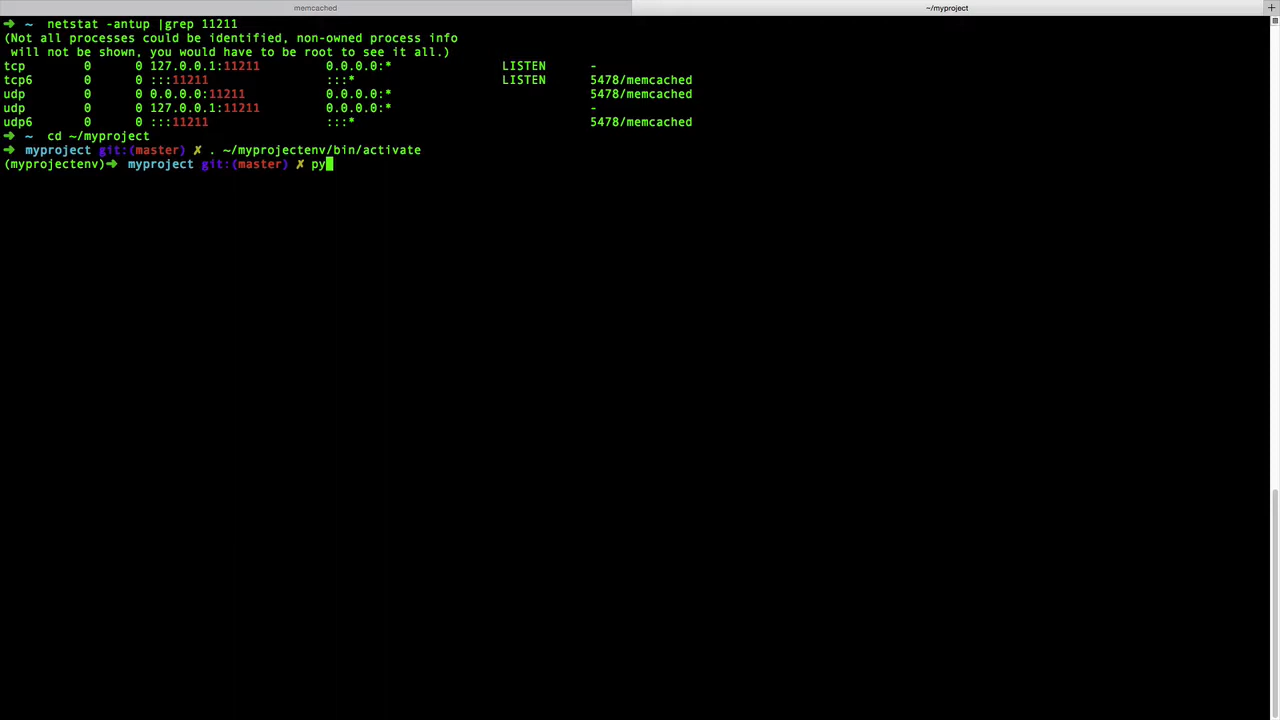 memcached
~/myproject
+
➜ ~ netstat -antup |grep 11211
(Not all processes could be identified, non-owned process info
will not be shown, you would have to be root to see it all.)
tcp 0 0 127.0.0.1:11211 0.0.0.0:* LISTEN -
tcp6 0 0 :::11211 :::* LISTEN 5478/memcached
udp 0 0 0.0.0.0:11211 0.0.0.0:* 5478/memcached
udp 0 0 127.0.0.1:11211 0.0.0.0:* -
udp6 0 0 :::11211 :::* 5478/memcached
➜ ~ cd ~/myproject
➜ myproject git:(master) ✗ . ~/myprojectenv/bin/activate
(myprojectenv)➜ myproject git:(master) ✗ py